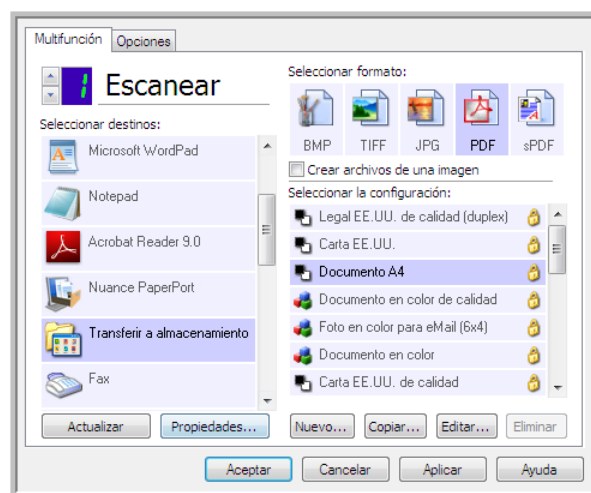 Multifunción
Opciones
1
Escanear
Seleccionar destinos:
Microsoft WordPad
Notepad
Acrobat Reader 9.0
Nuance PaperPort
Transferir a almacenamiento
Fax
Actualizar
Propiedades...
Seleccionar formato:
BMP
TIFF
JPG
PDF
sPDF
Crear archivos de una imagen
Seleccionar la configuración:
Legal EE.UU. de calidad (duplex)
Carta EE.UU.
Documento A4
Documento en color de calidad
Foto en color para eMail (6x4)
Documento en color
Carta EE.UU. de calidad
Nuevo...
Copiar...
Editar...
Eliminar
Aceptar
Cancelar
Aplicar
Ayuda